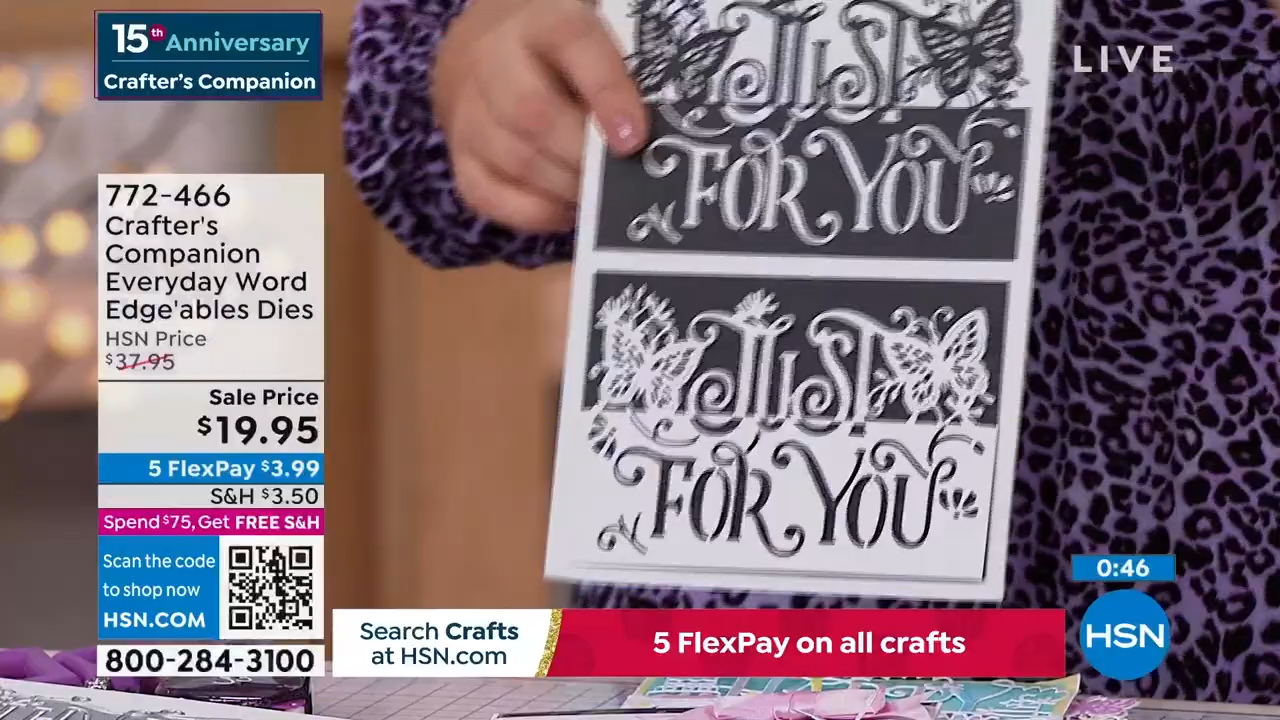 15th Anniversary
Crafter's Companion
LIVE
772-466
Crafter's
Companion
Everyday Word
Edge'ables Dies
HSN Price
$37.95
Sale Price
$19.95
5 FlexPay $3.99
S&H $3.50
Spend $75, Get FREE S&H
Scan the code
to shop now
HSN.COM
800-284-3100
JUST
FOR YOU
JUST
FOR YOU
Search Crafts
at HSN.com
5 FlexPay on all crafts
0:46
HSN